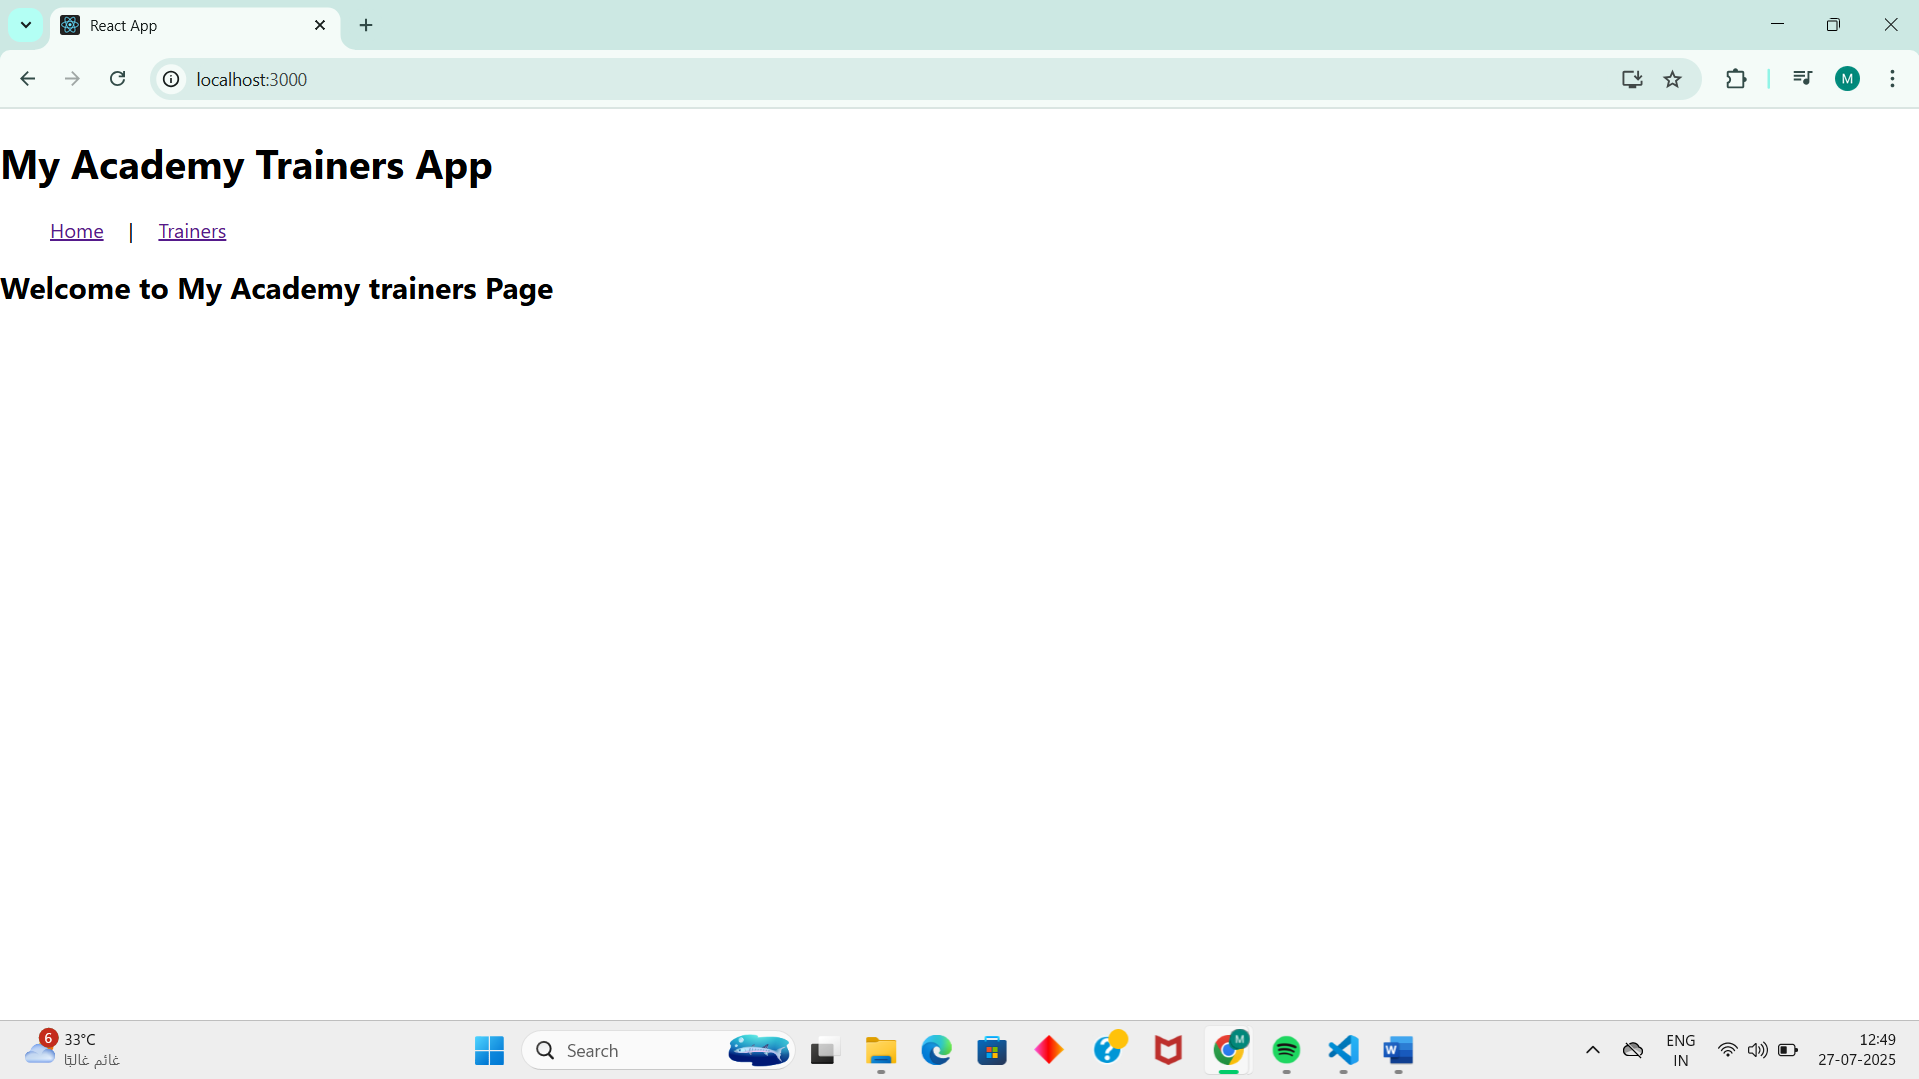 React App
localhost:3000
M
My Academy Trainers App
Home | Trainers
Welcome to My Academy trainers Page
6
33°C
غائم غالبًا
Search
M
W
ENG
IN
12:49
27-07-2025